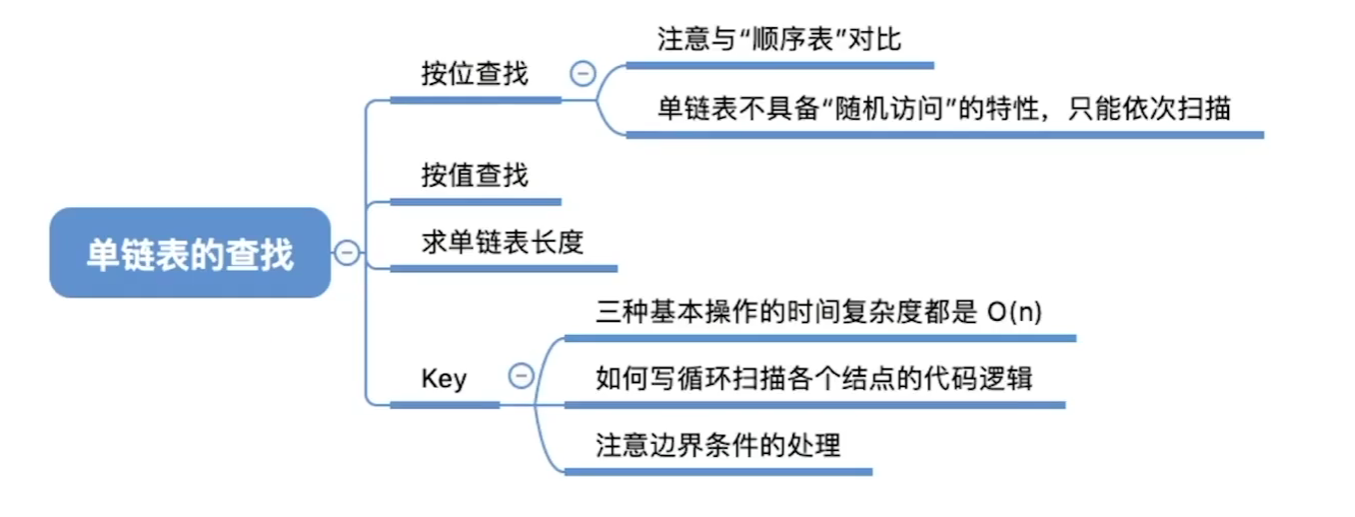 单链表的查找
按位查找
注意与“顺序表”对比
单链表不具备“随机访问”的特性，只能依次扫描
按值查找
求单链表长度
Key
三种基本操作的时间复杂度都是 O(n)
如何写循环扫描各个结点的代码逻辑
注意边界条件的处理